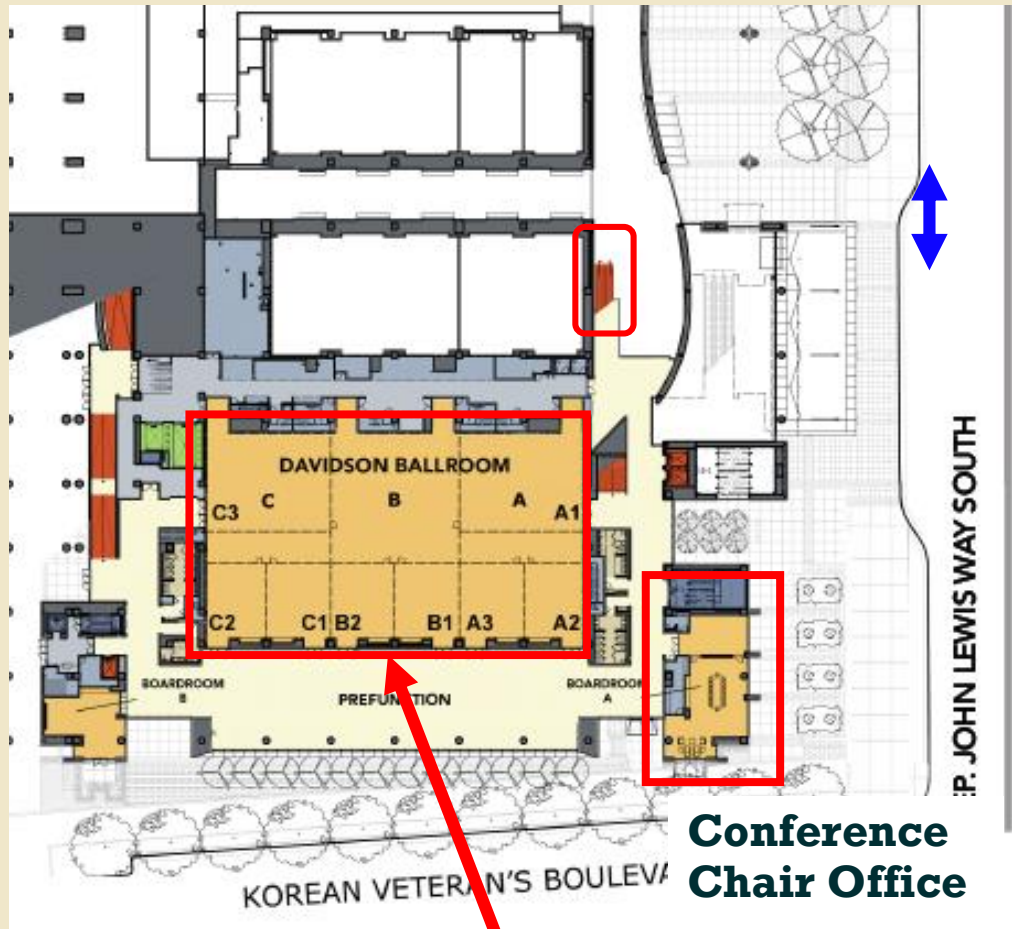 DAVIDSON BALLROOM
C
B
A
C3
A1
C2
C1
B2
B1
A3
A2
BOARDROOM
B
PREFUNCTION
BOARDROOM
A
EP. JOHN LEWIS WAY SOUTH
KOREAN VETERAN'S BOULEVA
Conference
Chair Office